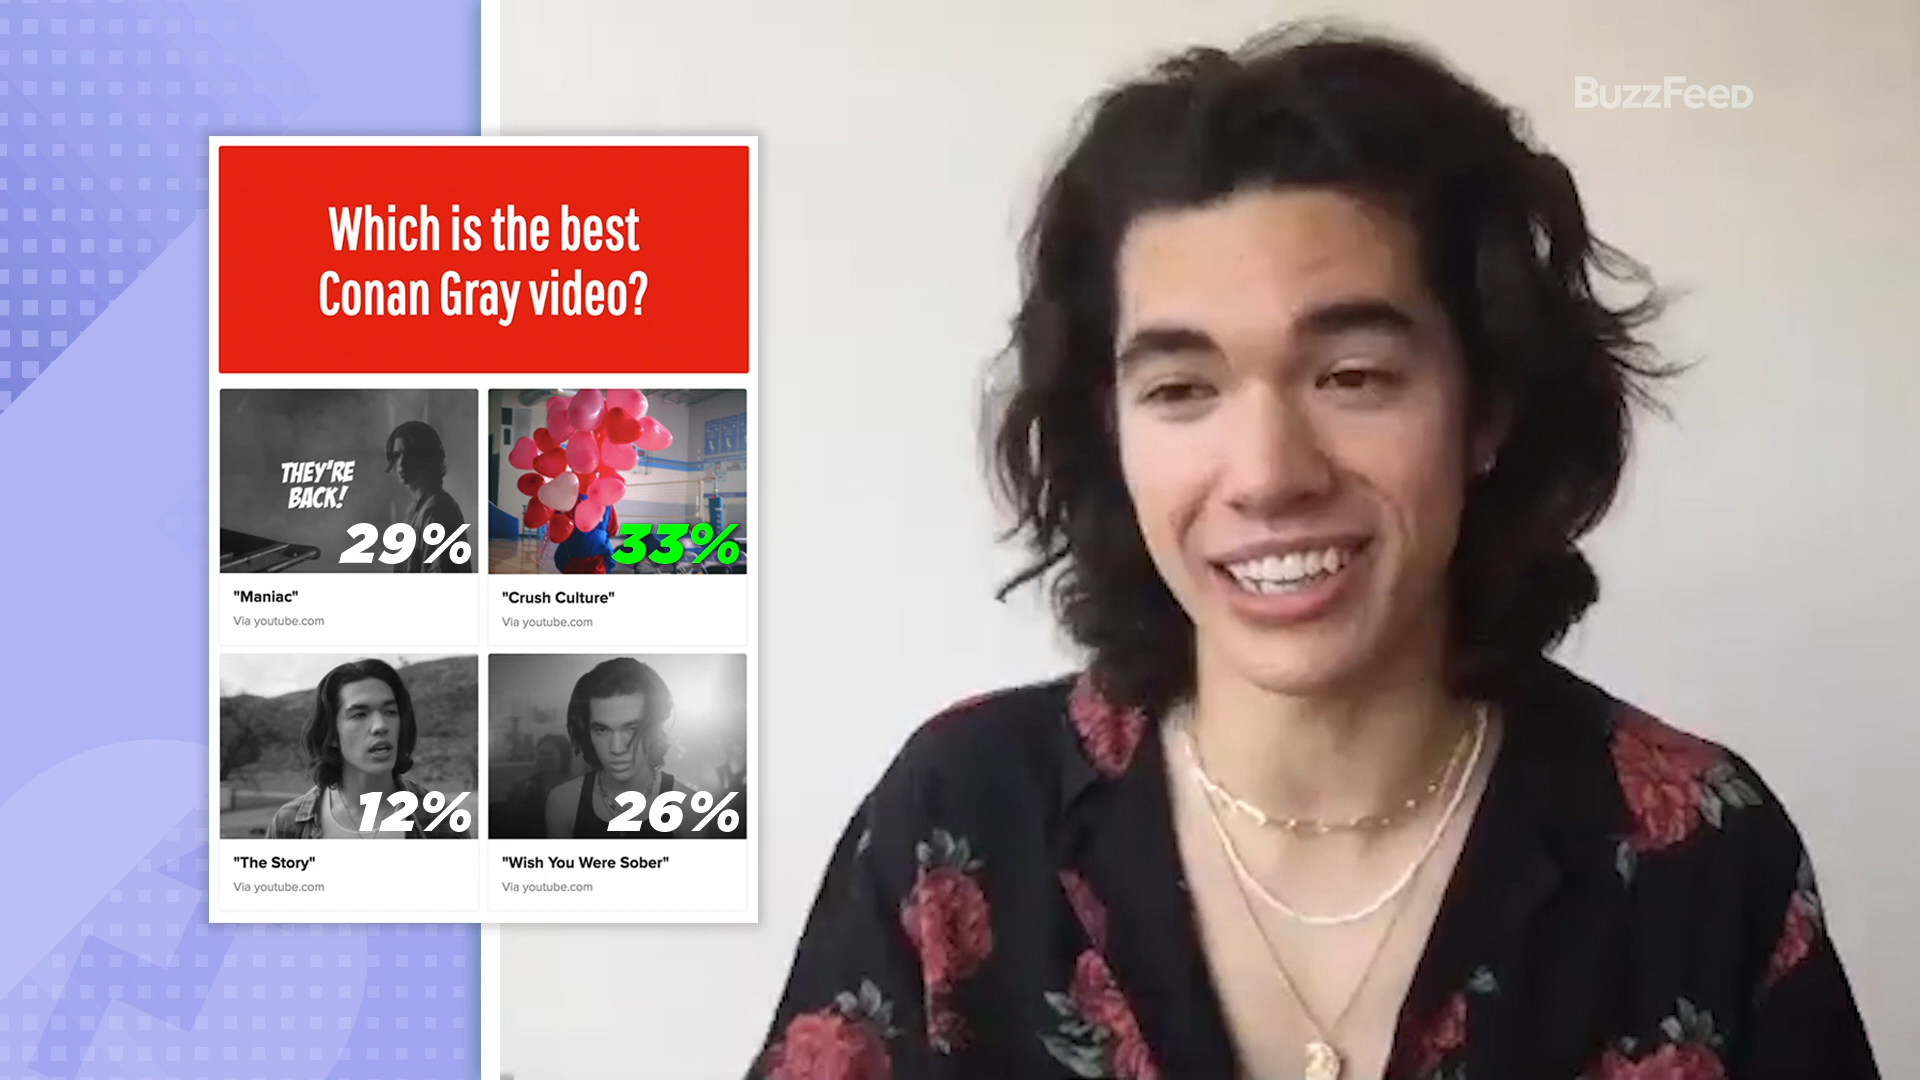 BuzzFeed
Which is the best
Conan Gray video?
THEY'RE
BACK!
29%
33%
"Maniac"
Via youtube.com
"Crush Culture"
Via youtube.com
12%
26%
"The Story"
Via youtube.com
"Wish You Were Sober"
Via youtube.com